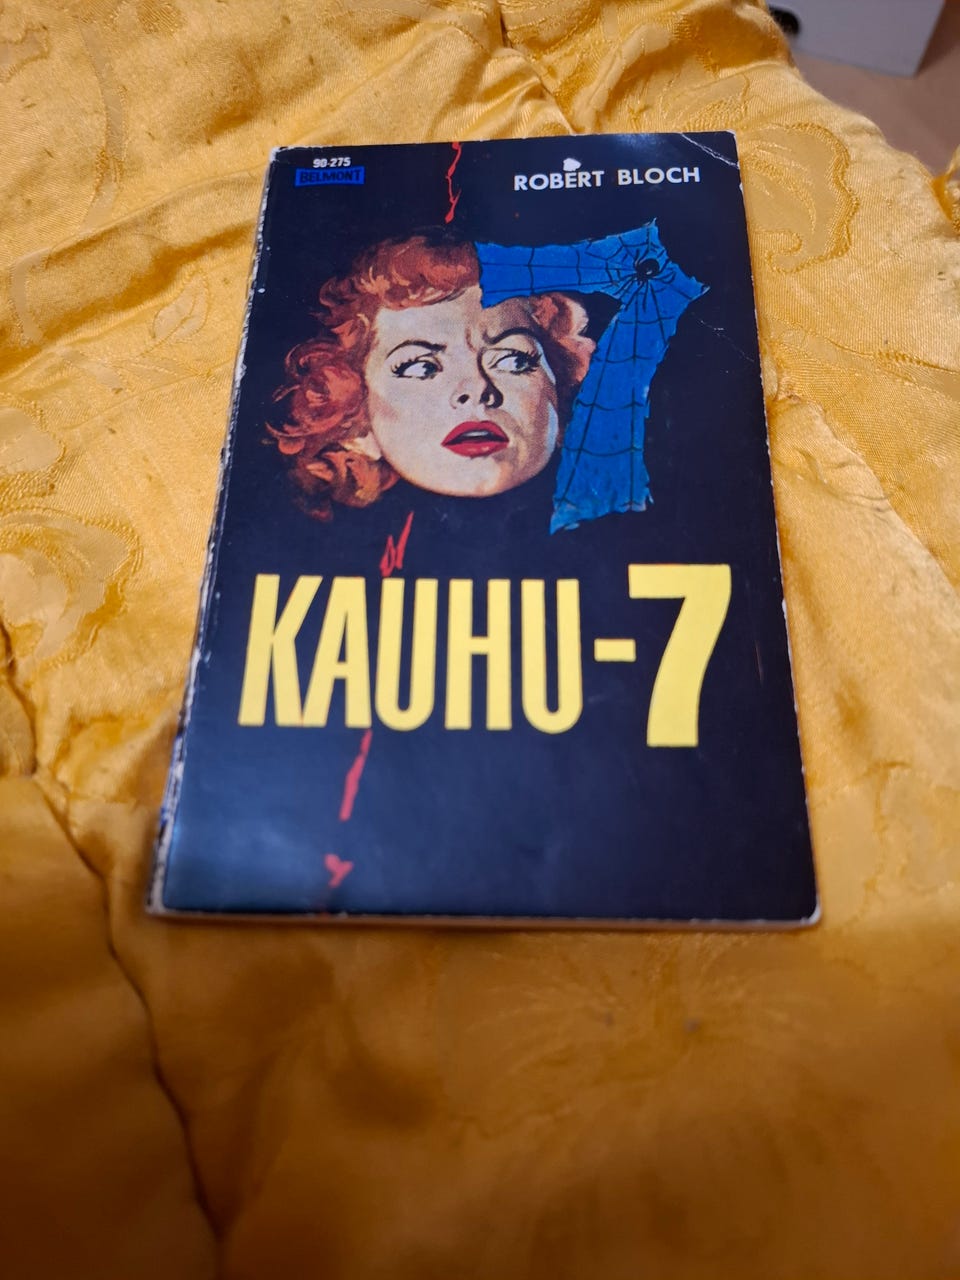 90-275
BELMONT
ROBERT BLOCH
KAUHU-7